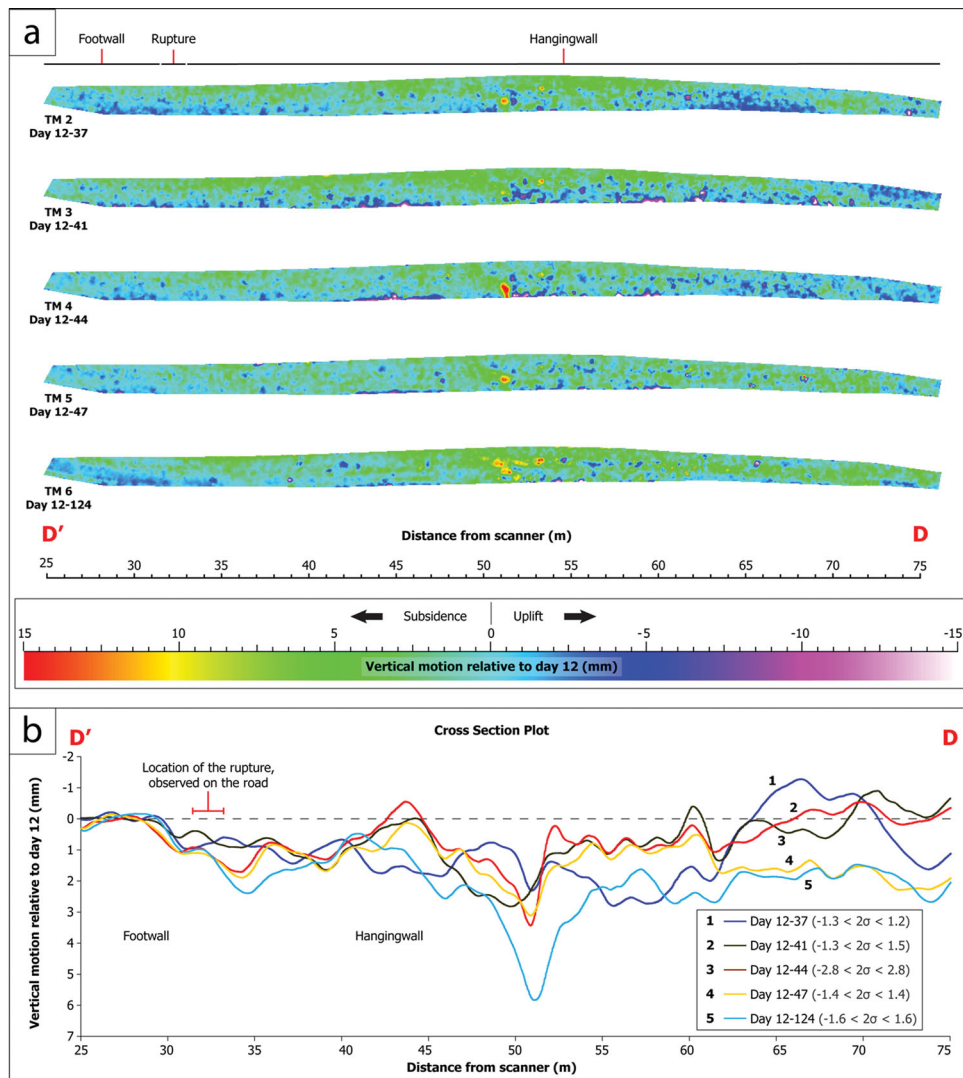 a
Footwall Rupture Hangingwall
TM 2
Day 12-37
TM 3
Day 12-41
TM 4
Day 12-44
TM 5
Day 12-47
TM 6
Day 12-124
D' D
Distance from scanner (m)
25 30 35 40 45 50 55 60 65 70 75
Subsidence Uplift
15 10 5 0 -5 -10 -15
Vertical motion relative to day 12 (mm)
b
D' Cross Section Plot D
Vertical motion relative to day 12 (mm)
-2
-1
0
1
2
3
4
5
6
7
Location of the rupture,
observed on the road
Footwall Hangingwall
1
2
3
4
5
1 Day 12-37 (-1.3 < 2σ < 1.2)
2 Day 12-41 (-1.3 < 2σ < 1.5)
3 Day 12-44 (-2.8 < 2σ < 2.8)
4 Day 12-47 (-1.4 < 2σ < 1.4)
5 Day 12-124 (-1.6 < 2σ < 1.6)
25 30 35 40 45 50 55 60 65 70 75
Distance from scanner (m)